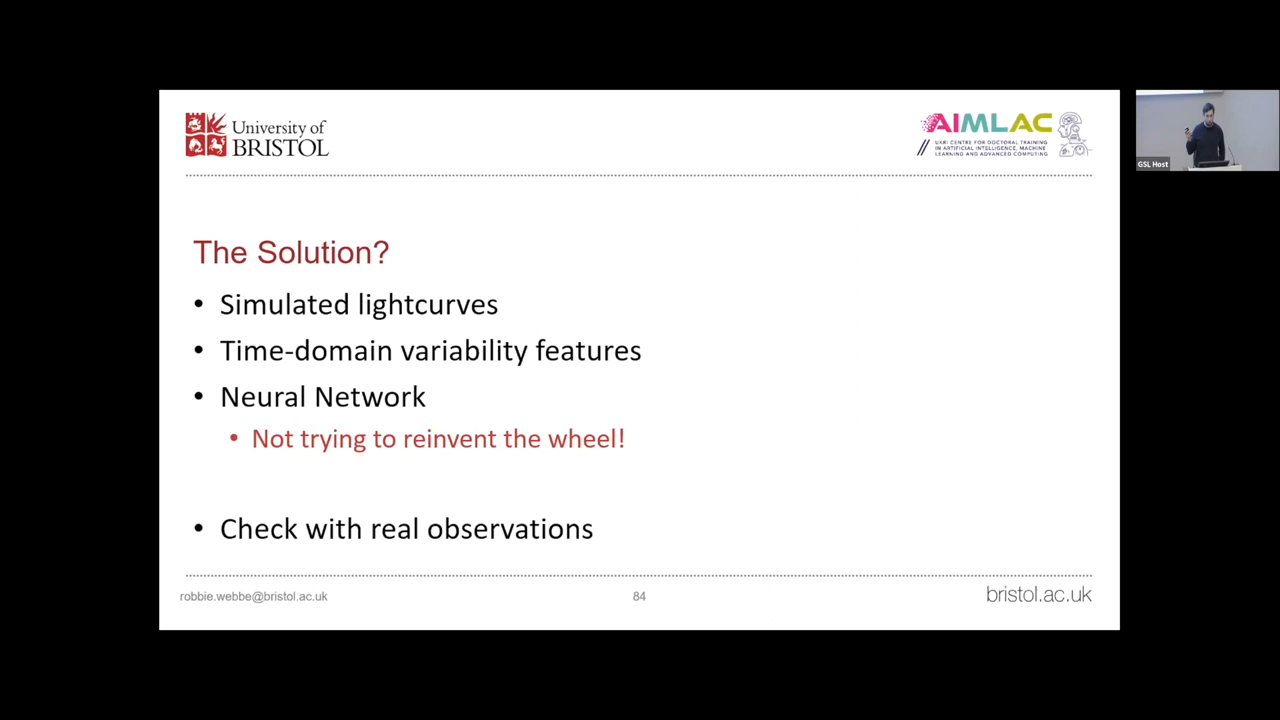 University of
BRISTOL
AIMLAC
UKRI CENTRE FOR DOCTORAL TRAINING
IN ARTIFICIAL INTELLIGENCE, MACHINE
LEARNING AND ADVANCED COMPUTING
GSL Host
The Solution?
• Simulated lightcurves
• Time-domain variability features
• Neural Network
• Not trying to reinvent the wheel!
• Check with real observations
robbie.webbe@bristol.ac.uk
84
bristol.ac.uk